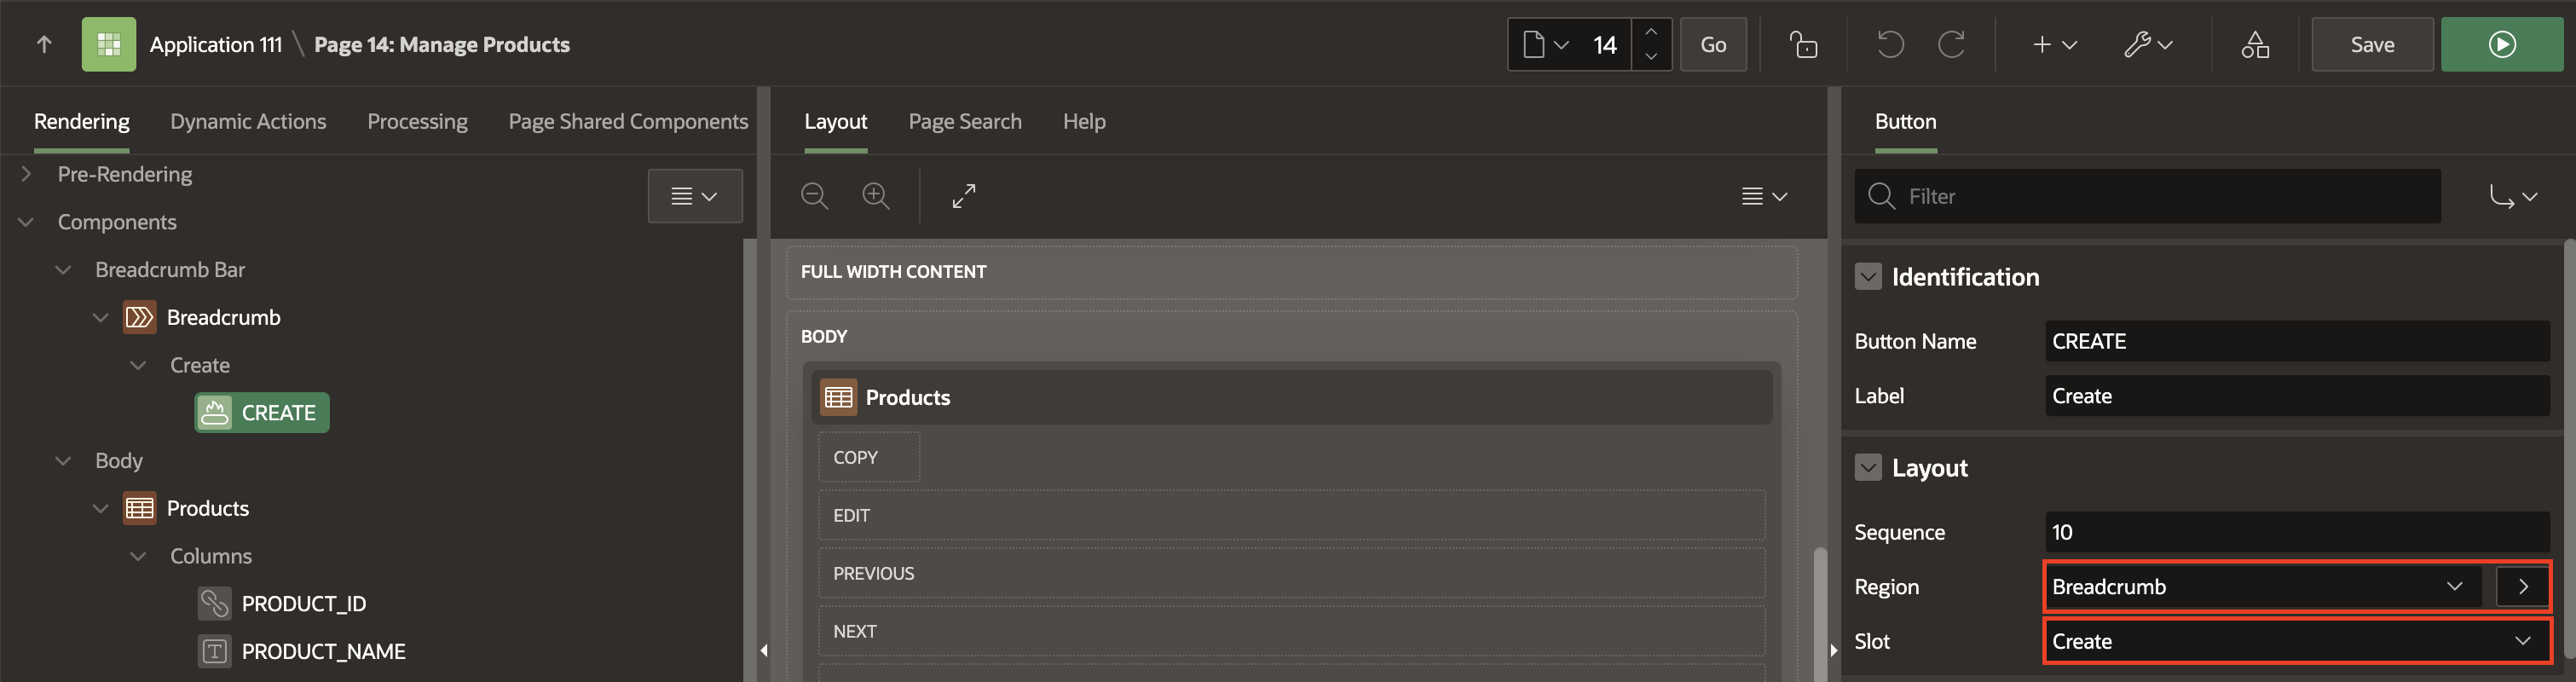 Application 111 \ Page 14: Manage Products
14
Go
Save
Rendering
Dynamic Actions
Processing
Page Shared Components
Pre-Rendering
Components
Breadcrumb Bar
Breadcrumb
Create
CREATE
Body
Products
Columns
PRODUCT_ID
PRODUCT_NAME
Layout
Page Search
Help
FULL WIDTH CONTENT
BODY
Products
COPY
EDIT
PREVIOUS
NEXT
Button
Filter
Identification
Button Name CREATE
Label Create
Layout
Sequence 10
Region Breadcrumb
Slot Create